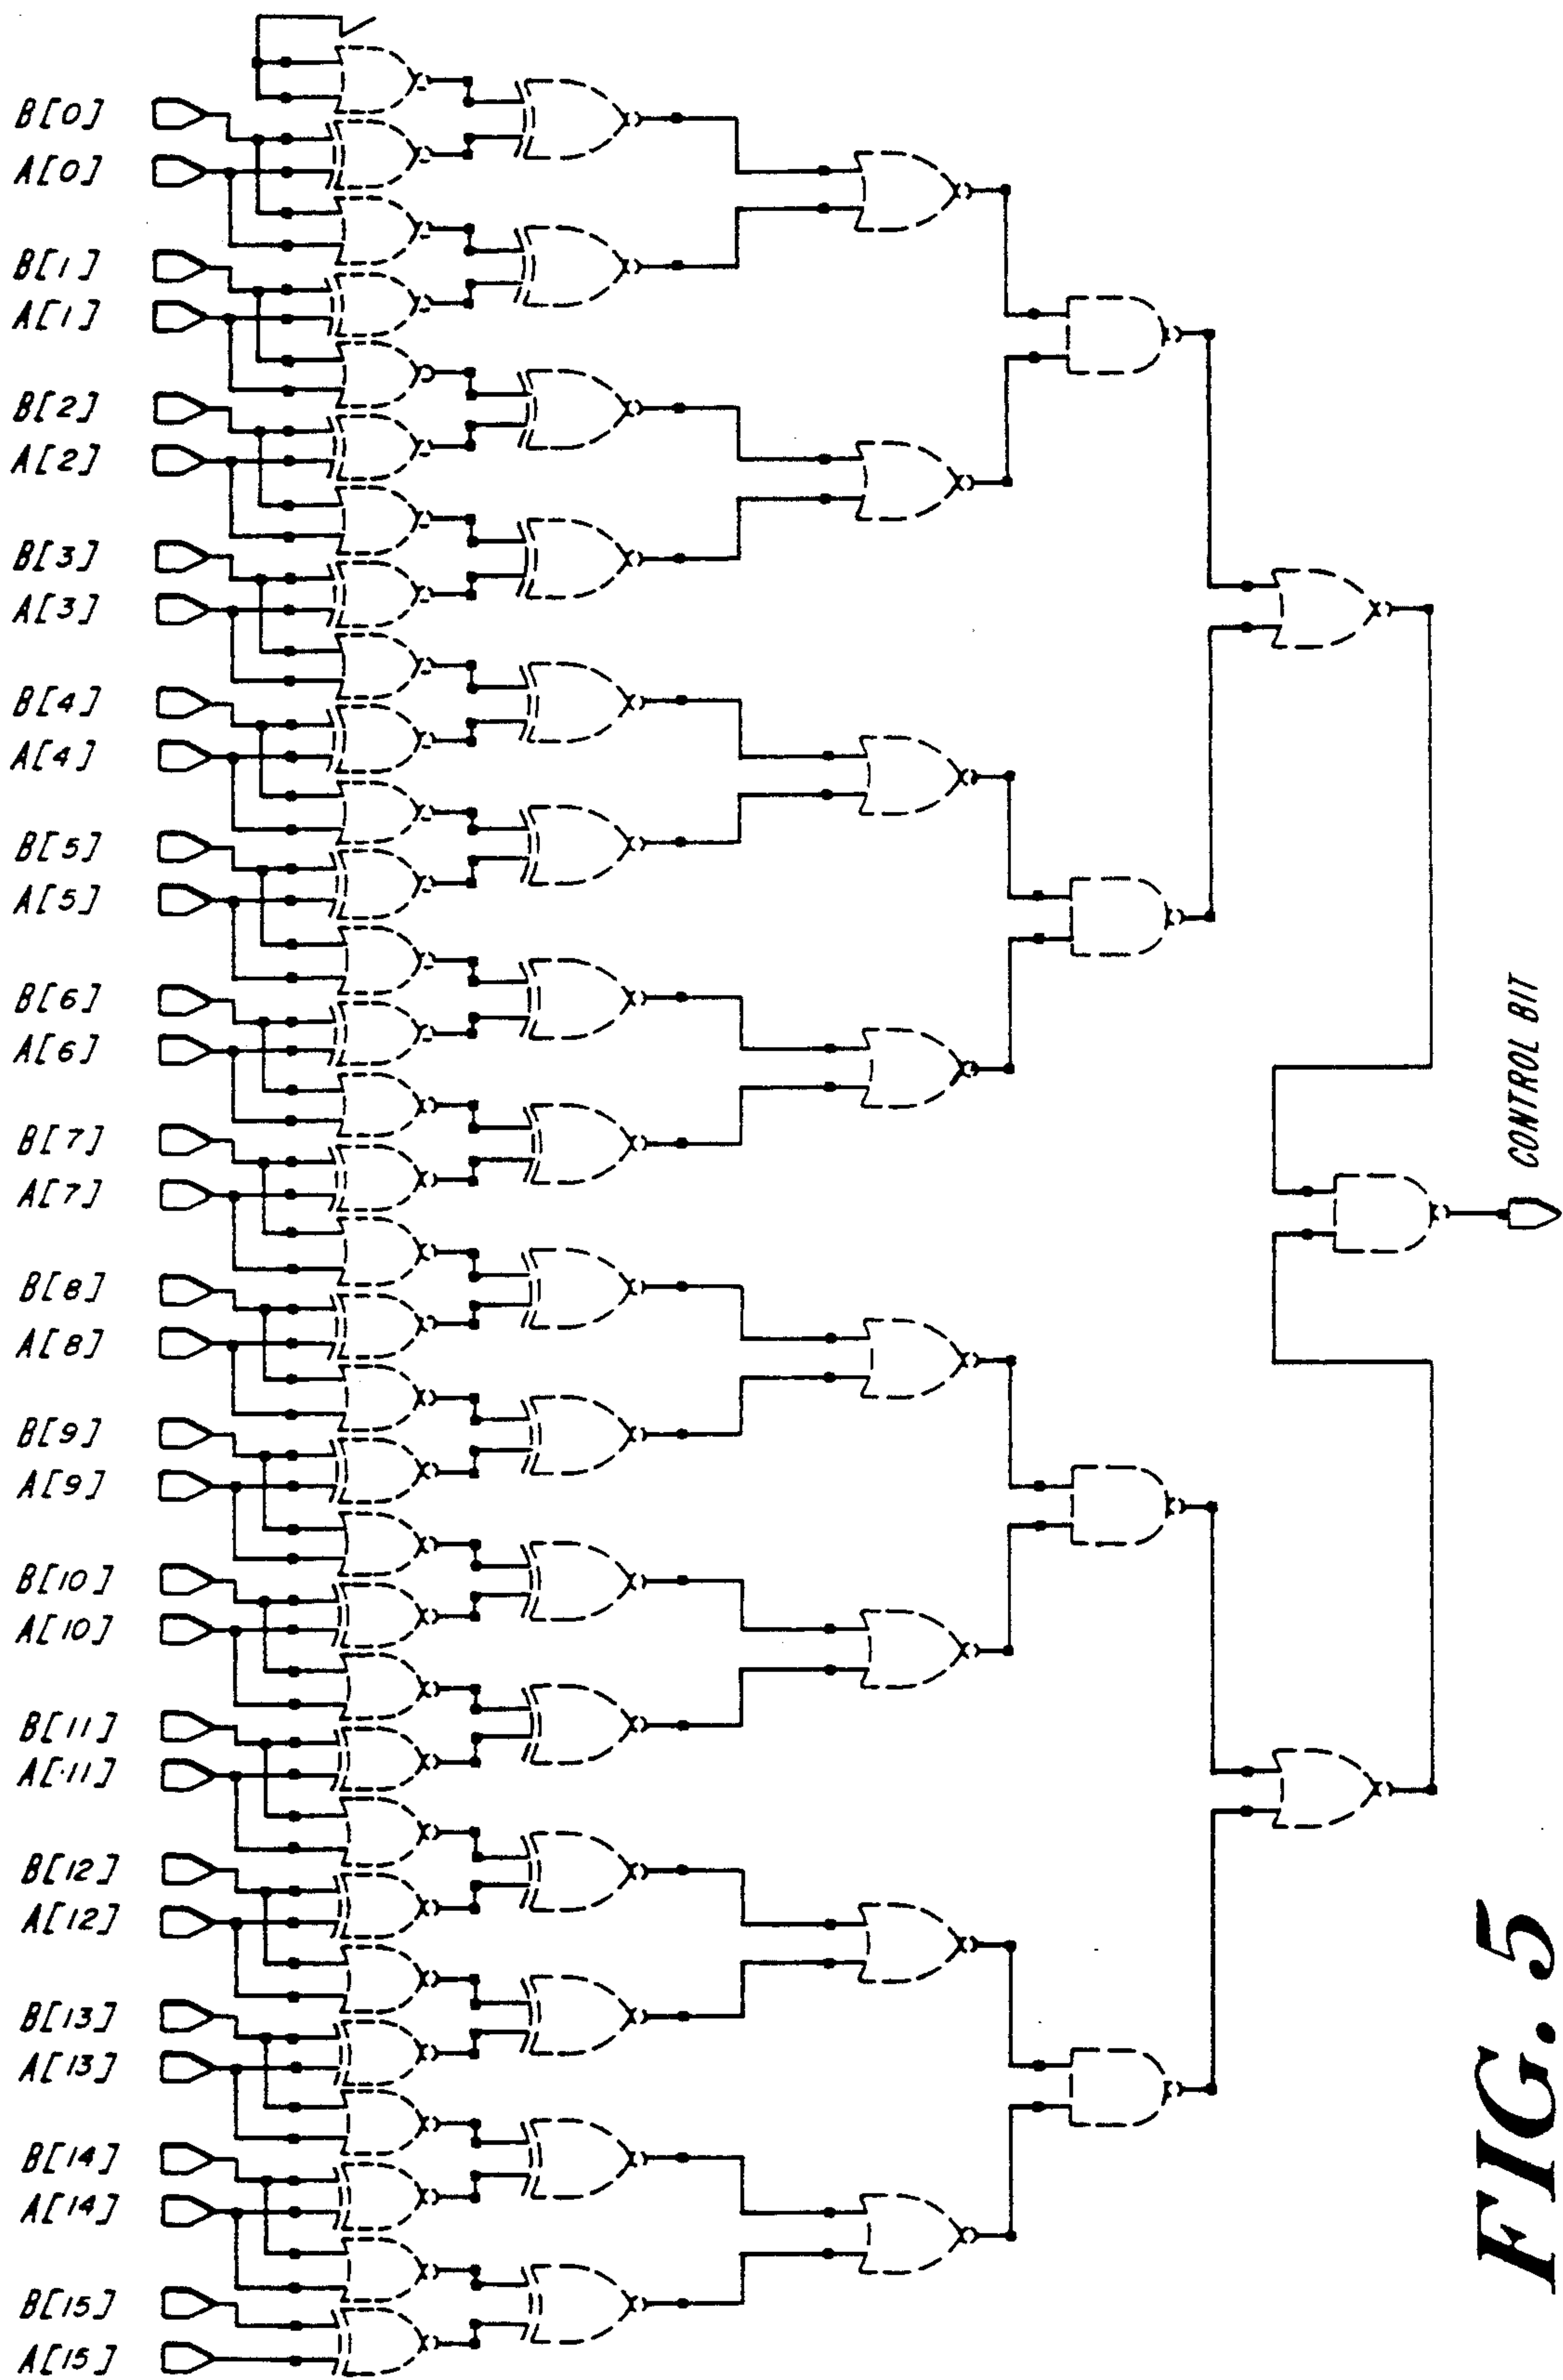 B[0]
A[0]
B[1]
A[1]
B[2]
A[2]
B[3]
A[3]
B[4]
A[4]
B[5]
A[5]
B[6]
A[6]
B[7]
A[7]
B[8]
A[8]
B[9]
A[9]
B[10]
A[10]
B[11]
A[11]
B[12]
A[12]
B[13]
A[13]
B[14]
A[14]
B[15]
A[15]
CONTROL BIT
FIG. 5